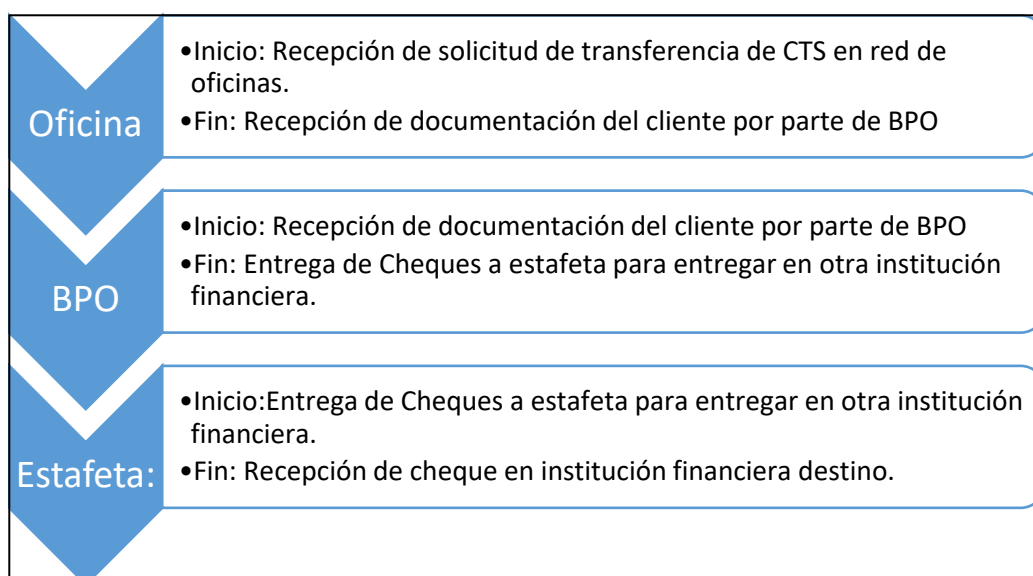 Oficina
•Inicio: Recepción de solicitud de transferencia de CTS en red de
oficinas.
•Fin: Recepción de documentación del cliente por parte de BPO
BPO
•Inicio: Recepción de documentación del cliente por parte de BPO
•Fin: Entrega de Cheques a estafeta para entregar en otra institución
financiera.
Estafeta:
•Inicio:Entrega de Cheques a estafeta para entregar en otra institución
financiera.
•Fin: Recepción de cheque en institución financiera destino.